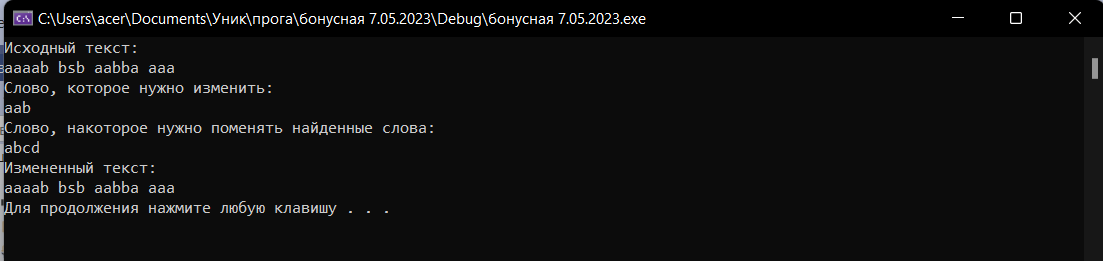 C:\Users\acer\Documents\Уник\прога\бонусная 7.05.2023\Debug\бонусная 7.05.2023.exe
Исходный текст:
aaaab bsb aabba aaa
Слово, которое нужно изменить:
aab
Слово, накоторое нужно поменять найденные слова:
abcd
Измененный текст:
aaaab bsb aabba aaa
Для продолжения нажмите любую клавишу . . .